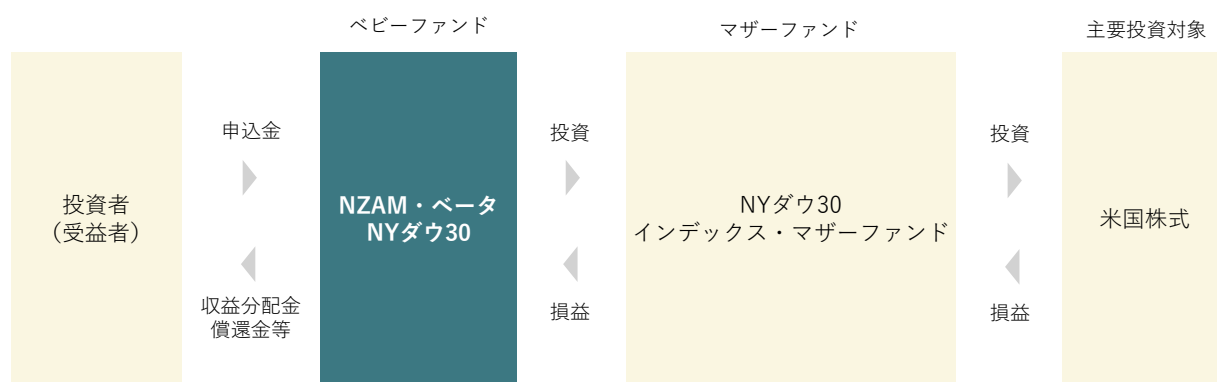 ベビーファンド
マザーファンド
主要投資対象
投資者
（受益者）
申込金
収益分配金
償還金等
NZAM・ベータ
NYダウ30
投資
損益
NYダウ30
インデックス・マザーファンド
投資
損益
米国株式